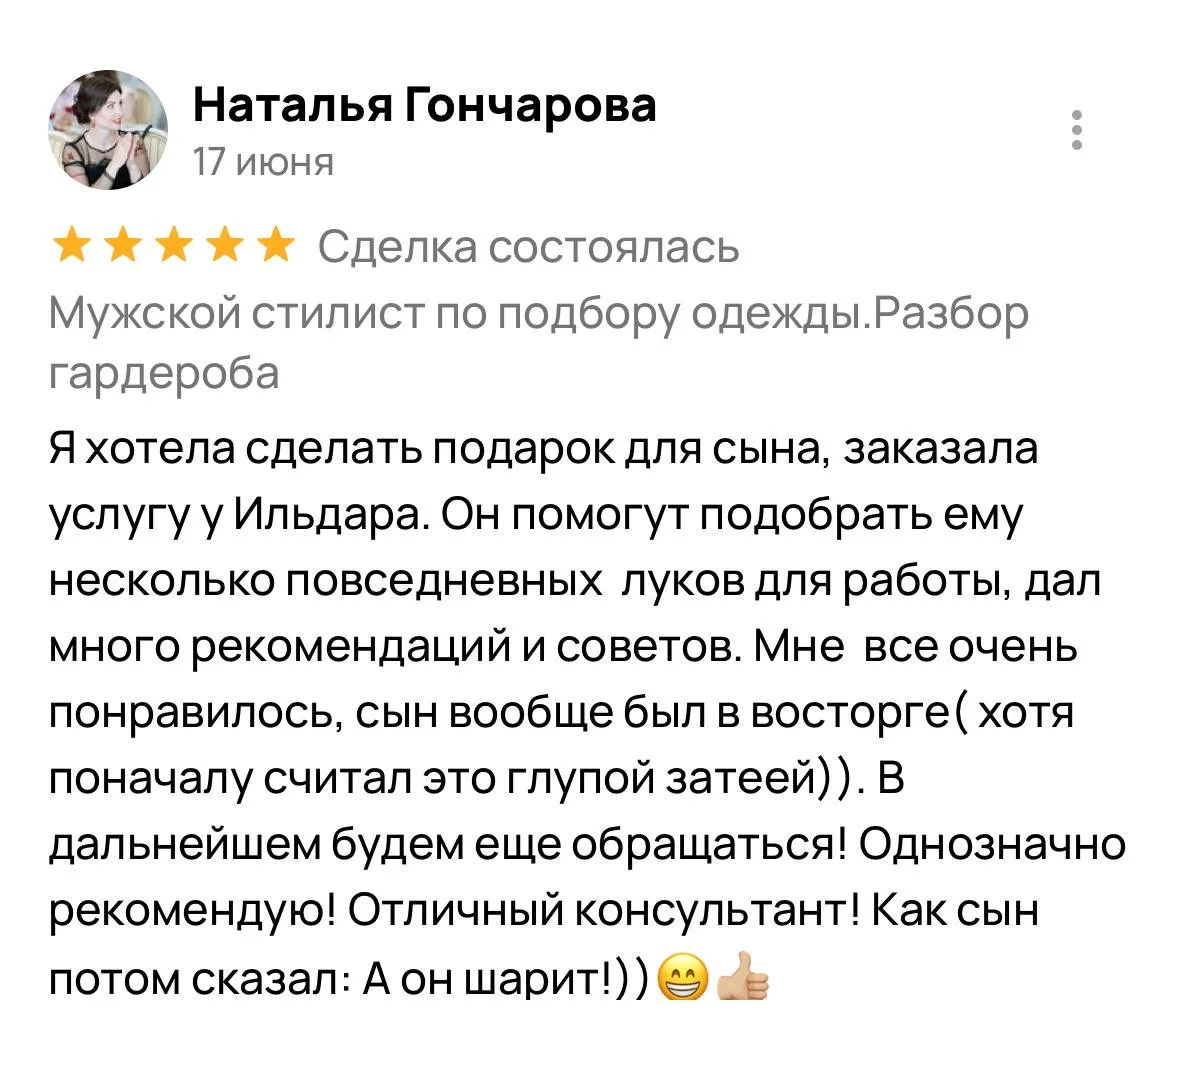 Наталья Гончарова
17 июня
Сделка состоялась
Мужской стилист по подбору одежды.Разбор
гардероба
Я хотела сделать подарок для сына, заказала
услугу у Ильдара. Он помогут подобрать ему
несколько повседневных  луков для работы, дал
много рекомендаций и советов. Мне  все очень
понравилось, сын вообще был в восторге( хотя
поначалу считал это глупой затеей)). В
дальнейшем будем еще обращаться! Однозначно
рекомендую! Отличный консультант! Как сын
потом сказал: А он шарит!))😁👍🏼